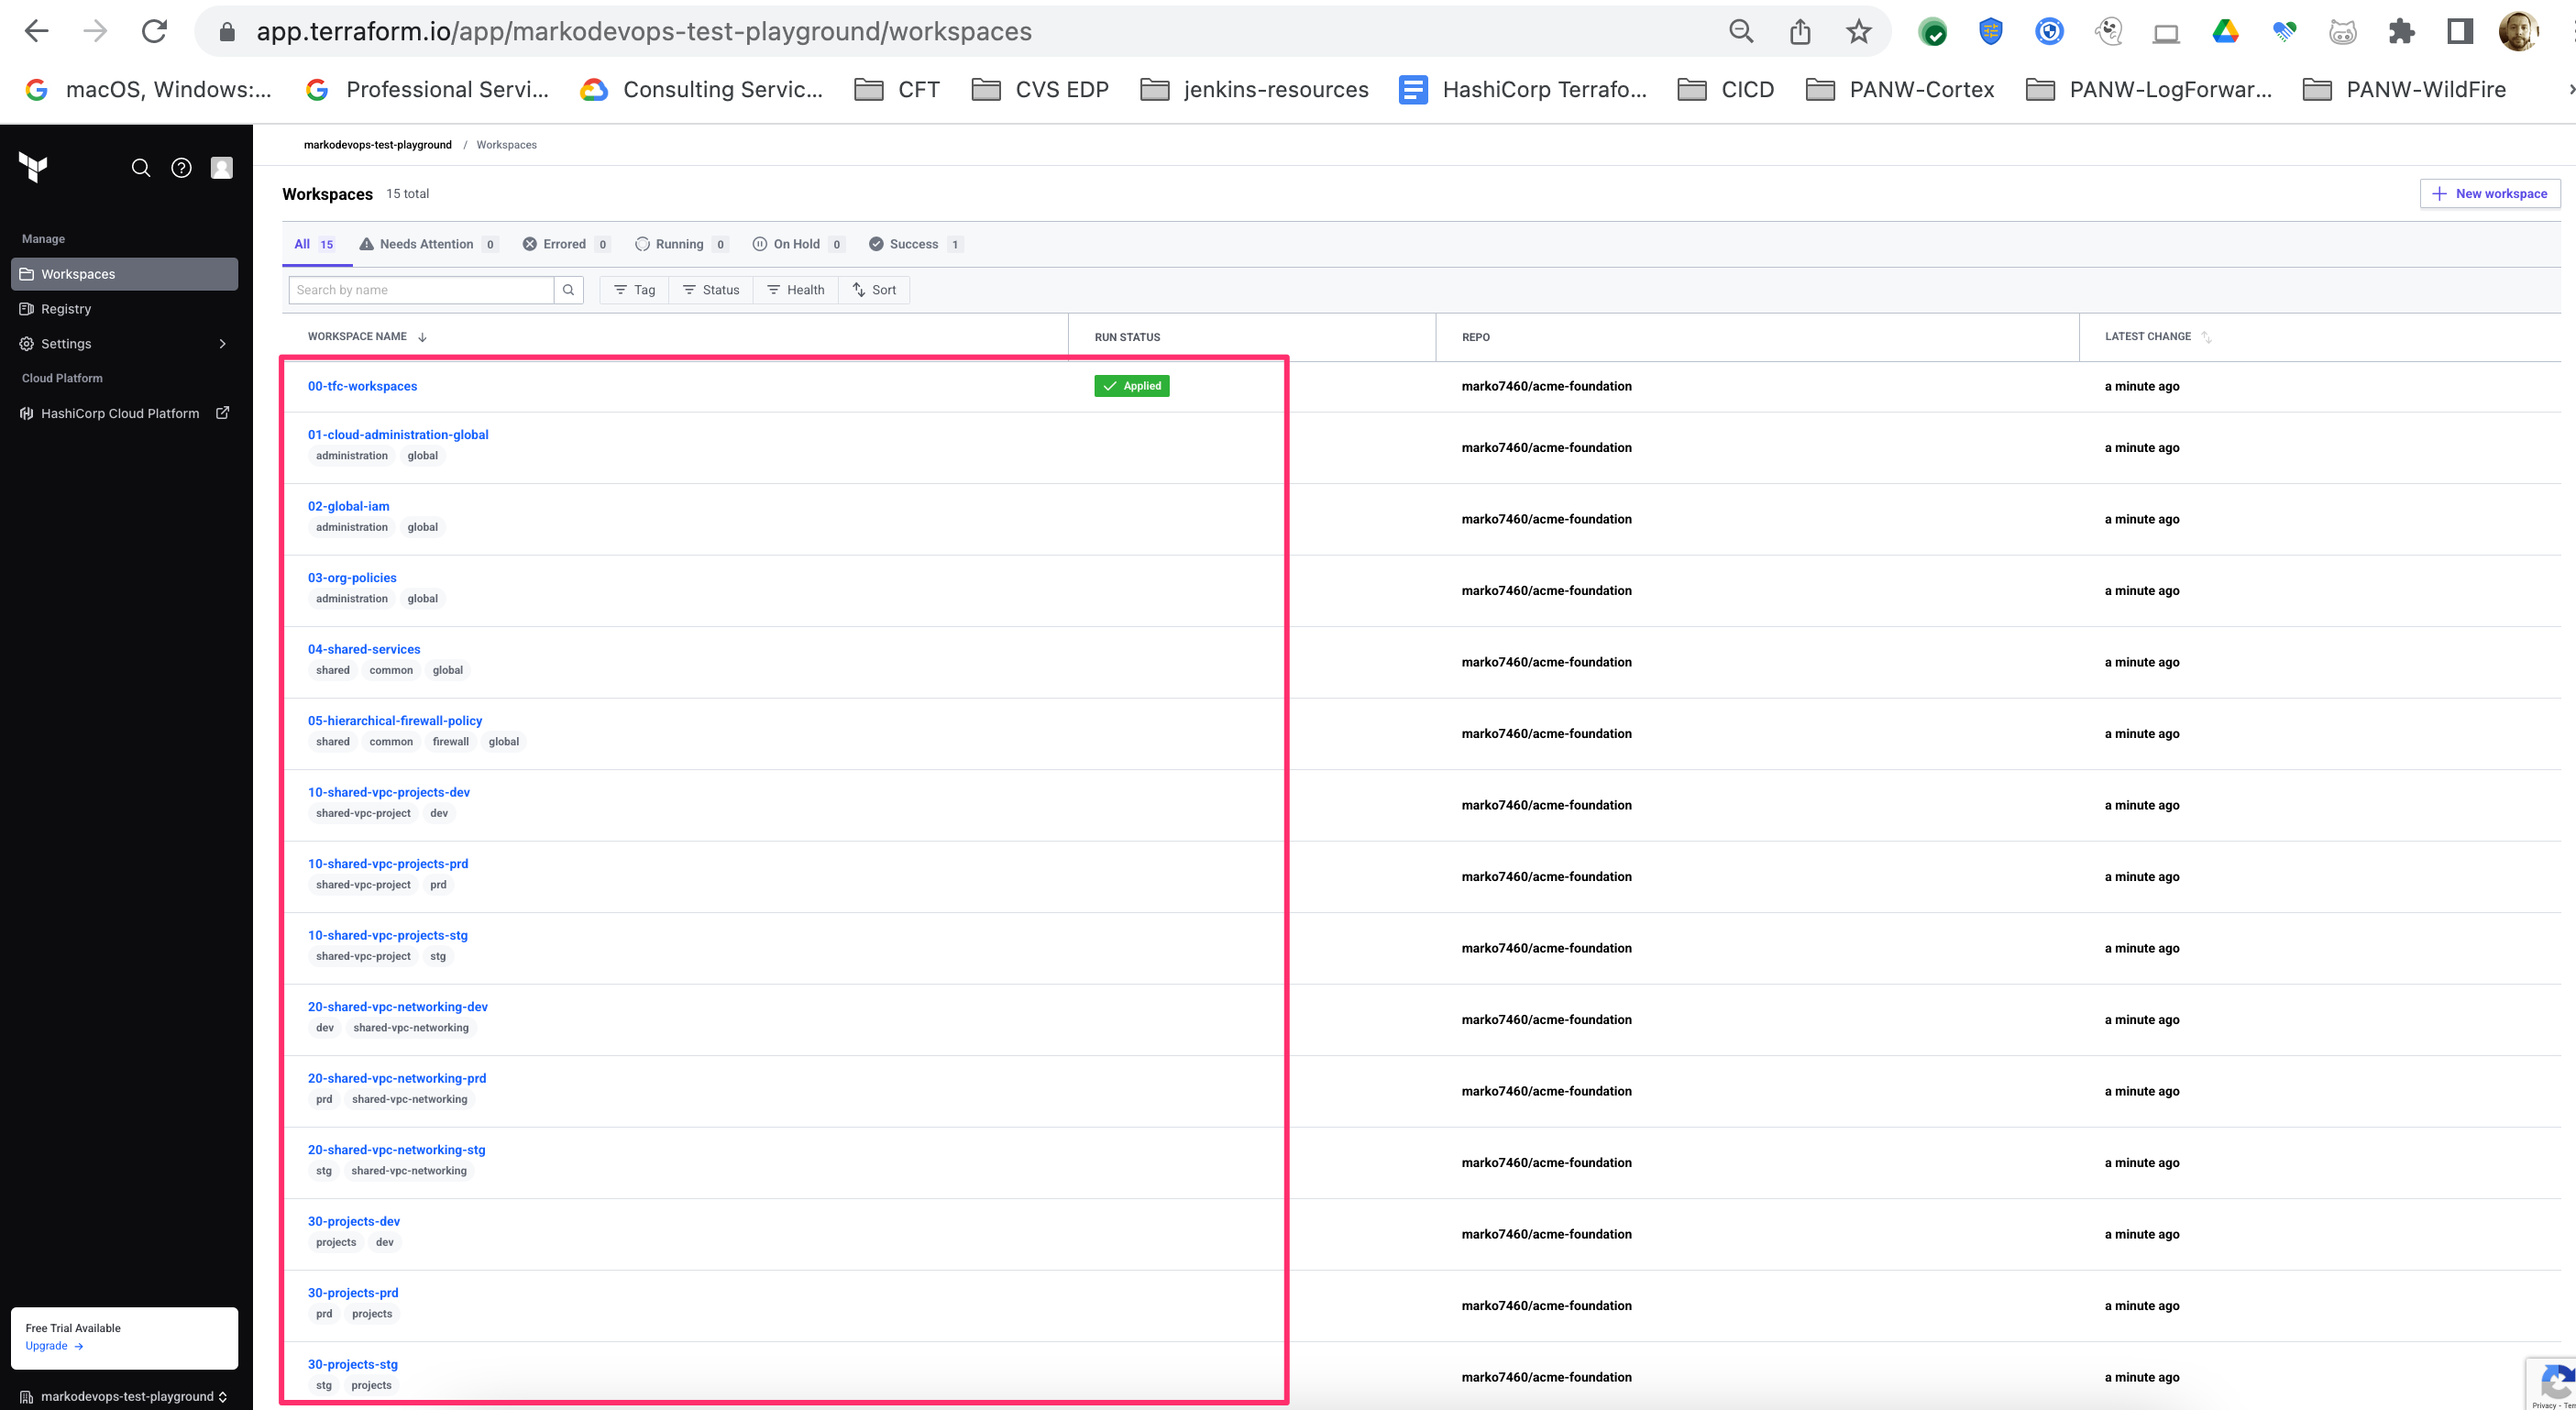 app.terraform.io/app/markodevops-test-playground/workspaces
macOS, Windows:... Professional Servi... Consulting Servic... CFT CVS EDP jenkins-resources HashiCorp Terrafo... CICD PANW-Cortex PANW-LogForwar... PANW-WildFire
markodevops-test-playground / Workspaces
Workspaces 15 total
New workspace
Manage
Workspaces
Registry
Settings
Cloud Platform
HashiCorp Cloud Platform
Free Trial Available
Upgrade →
markodevops-test-playground
All 15 Needs Attention 0 Errored 0 Running 0 On Hold 0 Success 1
Search by name Tag Status Health Sort
WORKSPACE NAME RUN STATUS REPO LATEST CHANGE
00-tfc-workspaces Applied marko7460/acme-foundation a minute ago
01-cloud-administration-global
administration global
marko7460/acme-foundation a minute ago
02-global-iam
administration global
marko7460/acme-foundation a minute ago
03-org-policies
administration global
marko7460/acme-foundation a minute ago
04-shared-services
shared common global
marko7460/acme-foundation a minute ago
05-hierarchical-firewall-policy
shared common firewall global
marko7460/acme-foundation a minute ago
10-shared-vpc-projects-dev
shared-vpc-project dev
marko7460/acme-foundation a minute ago
10-shared-vpc-projects-prd
shared-vpc-project prd
marko7460/acme-foundation a minute ago
10-shared-vpc-projects-stg
shared-vpc-project stg
marko7460/acme-foundation a minute ago
20-shared-vpc-networking-dev
dev shared-vpc-networking
marko7460/acme-foundation a minute ago
20-shared-vpc-networking-prd
prd shared-vpc-networking
marko7460/acme-foundation a minute ago
20-shared-vpc-networking-stg
stg shared-vpc-networking
marko7460/acme-foundation a minute ago
30-projects-dev
projects dev
marko7460/acme-foundation a minute ago
30-projects-prd
prd projects
marko7460/acme-foundation a minute ago
30-projects-stg
stg projects
marko7460/acme-foundation a minute ago
Privacy -